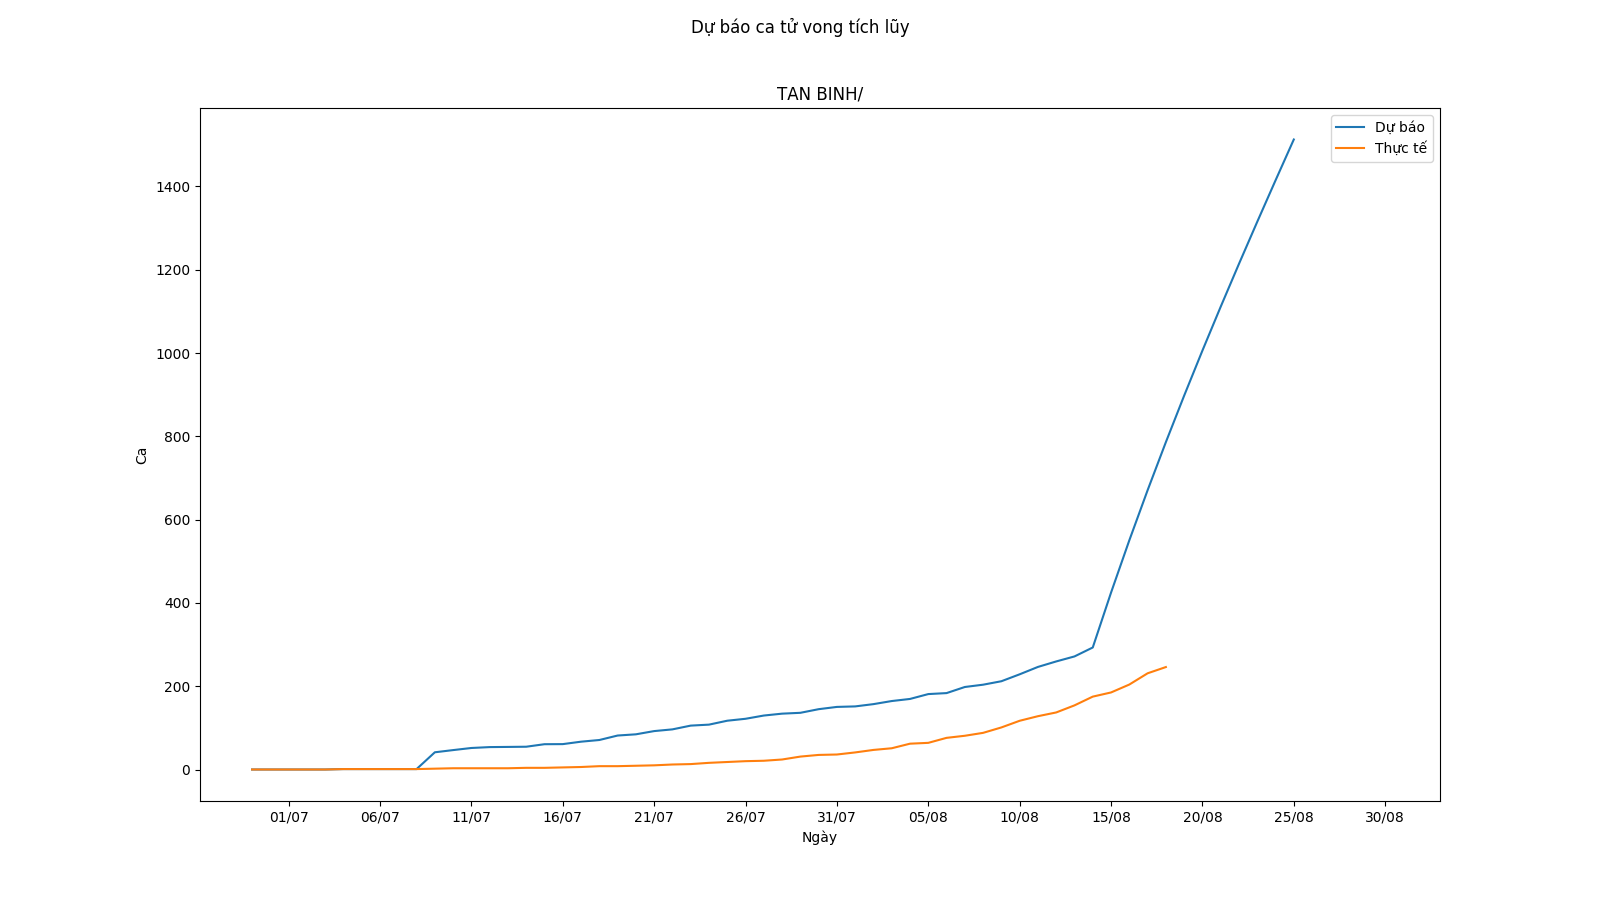 Dự báo ca tử vong tích lũy
TAN BINH/
Dự báo
Thực tế
1400
1200
1000
800
600
400
200
0
Ca
01/07 06/07 11/07 16/07 21/07 26/07 31/07 05/08 10/08 15/08 20/08 25/08 30/08
Ngày